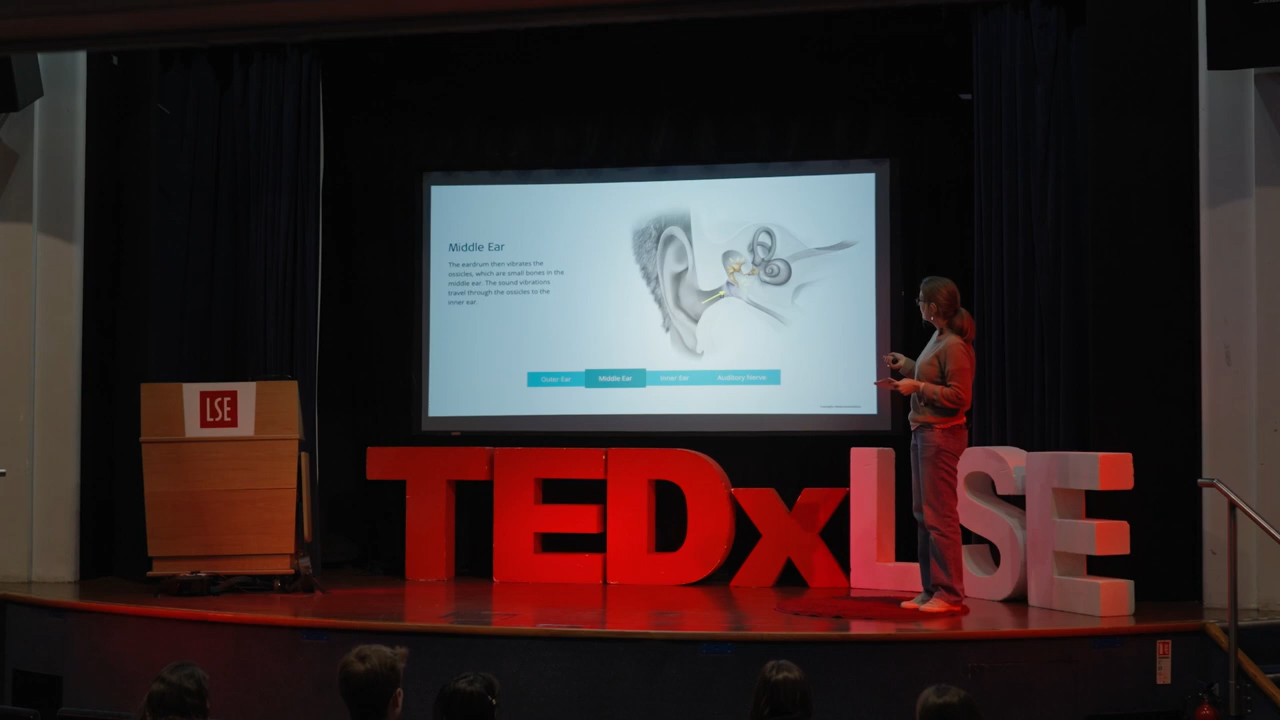 Middle Ear
The eardrum then vibrates the
ossicles, which are small bones in the
middle ear. The sound vibrations
travel through the ossicles to the
inner ear.
Outer Ear Middle Ear Inner Ear Auditory Nerve
LSE
TEDxLSE